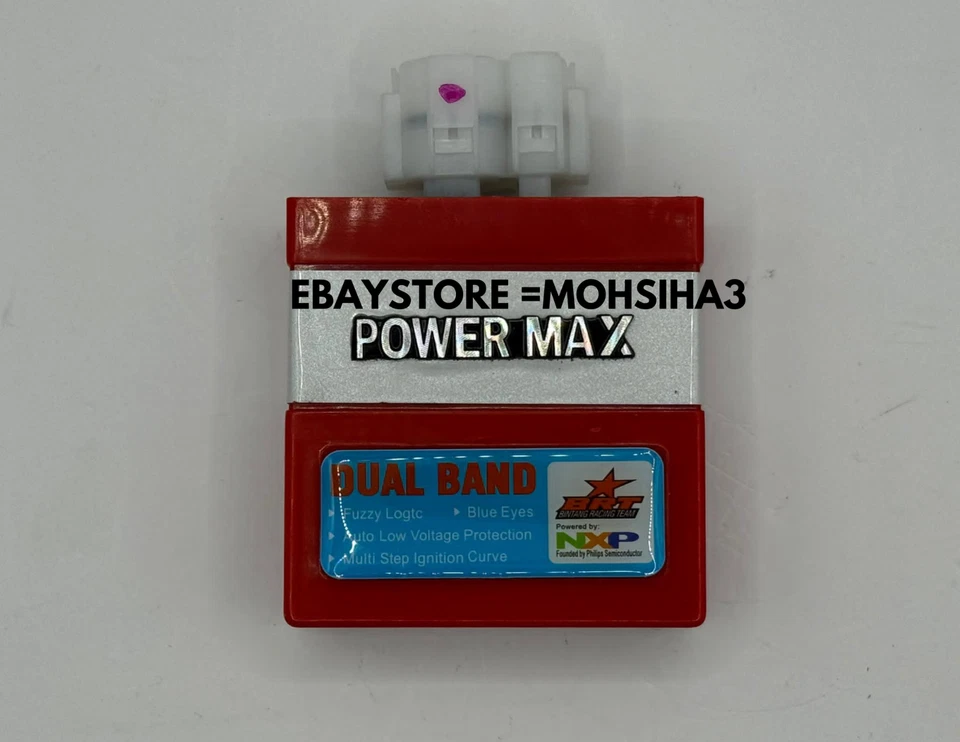 EBAYSTORE =MOHSIHA3
POWER MAX
DUAL BAND
Fuzzy Logtc
Blue Eyes
Auto Low Voltage Protection
Multi Step Ignition Curve
BRT
BINTANG RACING TEAM
Powered by:
NXP
Founded by Philips Semiconductor